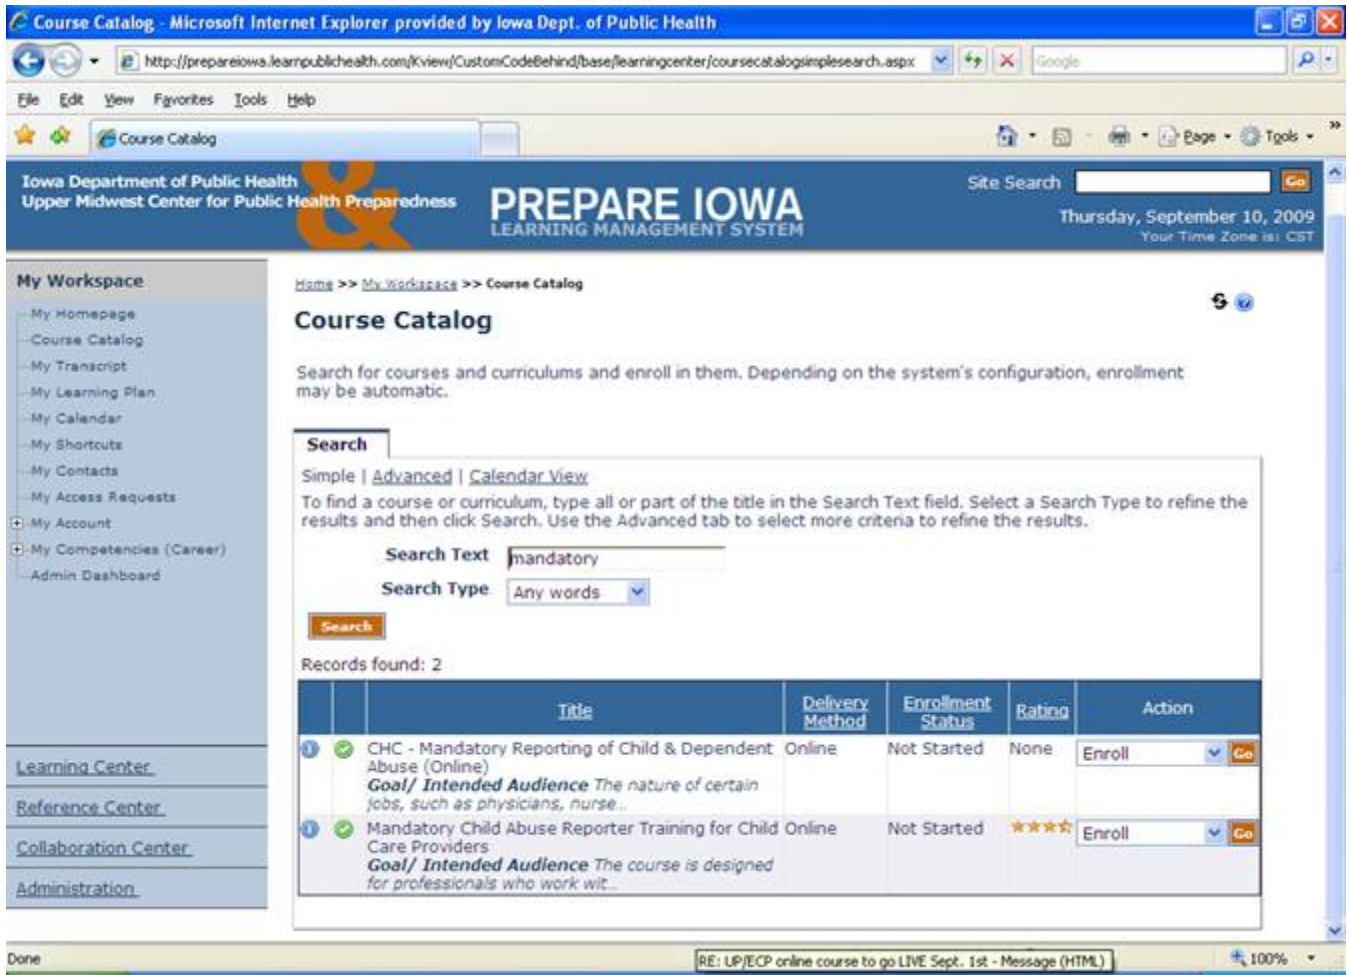 Course Catalog - Microsoft Internet Explorer provided by Iowa Dept. of Public Health
http://prepareiowa.learnpublichealth.com/Kview/CustomCodeBehind/base/learningcenter/coursecatalogsimplesearch.aspx
Google
File Edit View Favorites Tools Help
Course Catalog
Page Tools
Iowa Department of Public Health
Upper Midwest Center for Public Health Preparedness
&
PREPARE IOWA
LEARNING MANAGEMENT SYSTEM
Site Search Go
Thursday, September 10, 2009
Your Time Zone is: CST
My Workspace
My Homepage
Course Catalog
My Transcript
My Learning Plan
My Calendar
My Shortcuts
My Contacts
My Access Requests
My Account
My Competencies (Career)
Admin Dashboard
Learning Center
Reference Center
Collaboration Center
Administration
Home >> My Workspace >> Course Catalog
Course Catalog
Search for courses and curriculums and enroll in them. Depending on the system's configuration, enrollment
may be automatic.
Search
Simple | Advanced | Calendar View
To find a course or curriculum, type all or part of the title in the Search Text field. Select a Search Type to refine the
results and then click Search. Use the Advanced tab to select more criteria to refine the results.
Search Text mandatory
Search Type Any words
Search
Records found: 2
Title Delivery Method Enrollment Status Rating Action
CHC - Mandatory Reporting of Child & Dependent Online Not Started None Enroll Go
Abuse (Online)
Goal/ Intended Audience The nature of certain
jobs, such as physicians, nurse...
Mandatory Child Abuse Reporter Training for Child Online Not Started Enroll Go
Care Providers
Goal/ Intended Audience The course is designed
for professionals who work wit...
Done
RE: UP/ECP online course to go LIVE Sept. 1st - Message (HTML)
100%